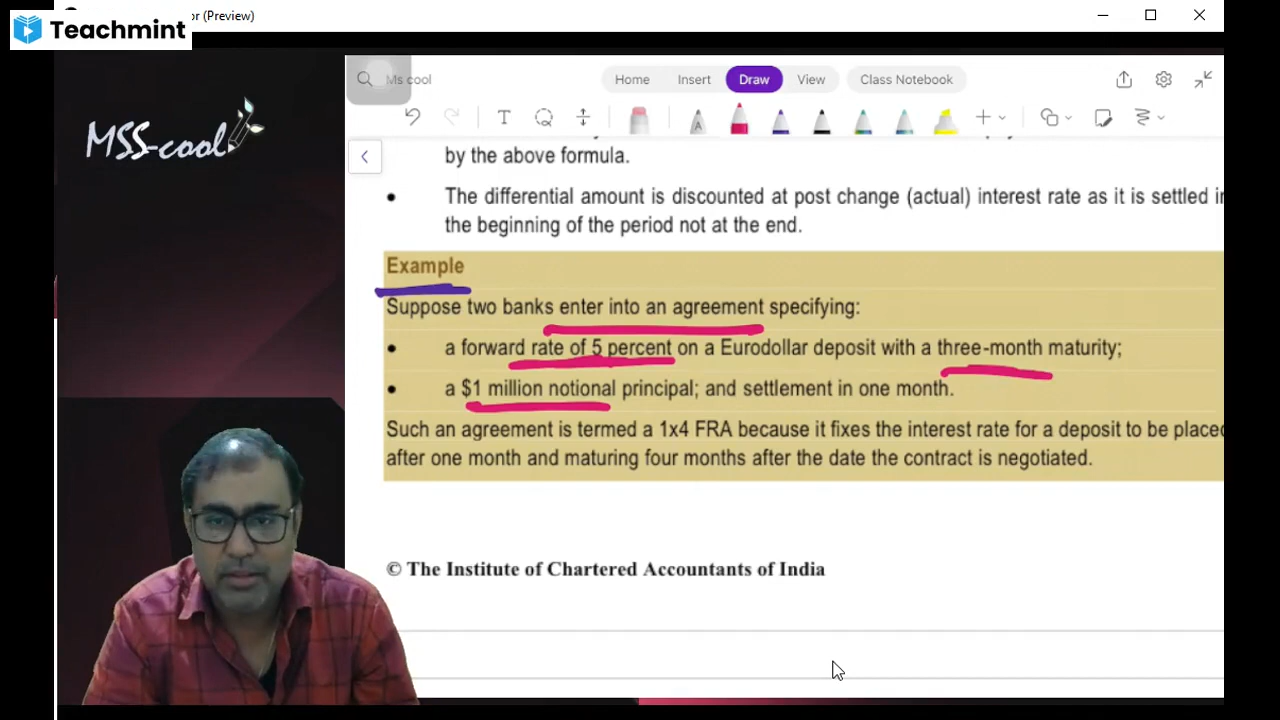 Teachmint
or (Preview)
MSS-cool
Ms cool
Home Insert Draw View Class Notebook
by the above formula.
The differential amount is discounted at post change (actual) interest rate as it is settled in
the beginning of the period not at the end.
Example
Suppose two banks enter into an agreement specifying:
a forward rate of 5 percent on a Eurodollar deposit with a three-month maturity;
a $1 million notional principal; and settlement in one month.
Such an agreement is termed a 1x4 FRA because it fixes the interest rate for a deposit to be placed
after one month and maturing four months after the date the contract is negotiated.
© The Institute of Chartered Accountants of India